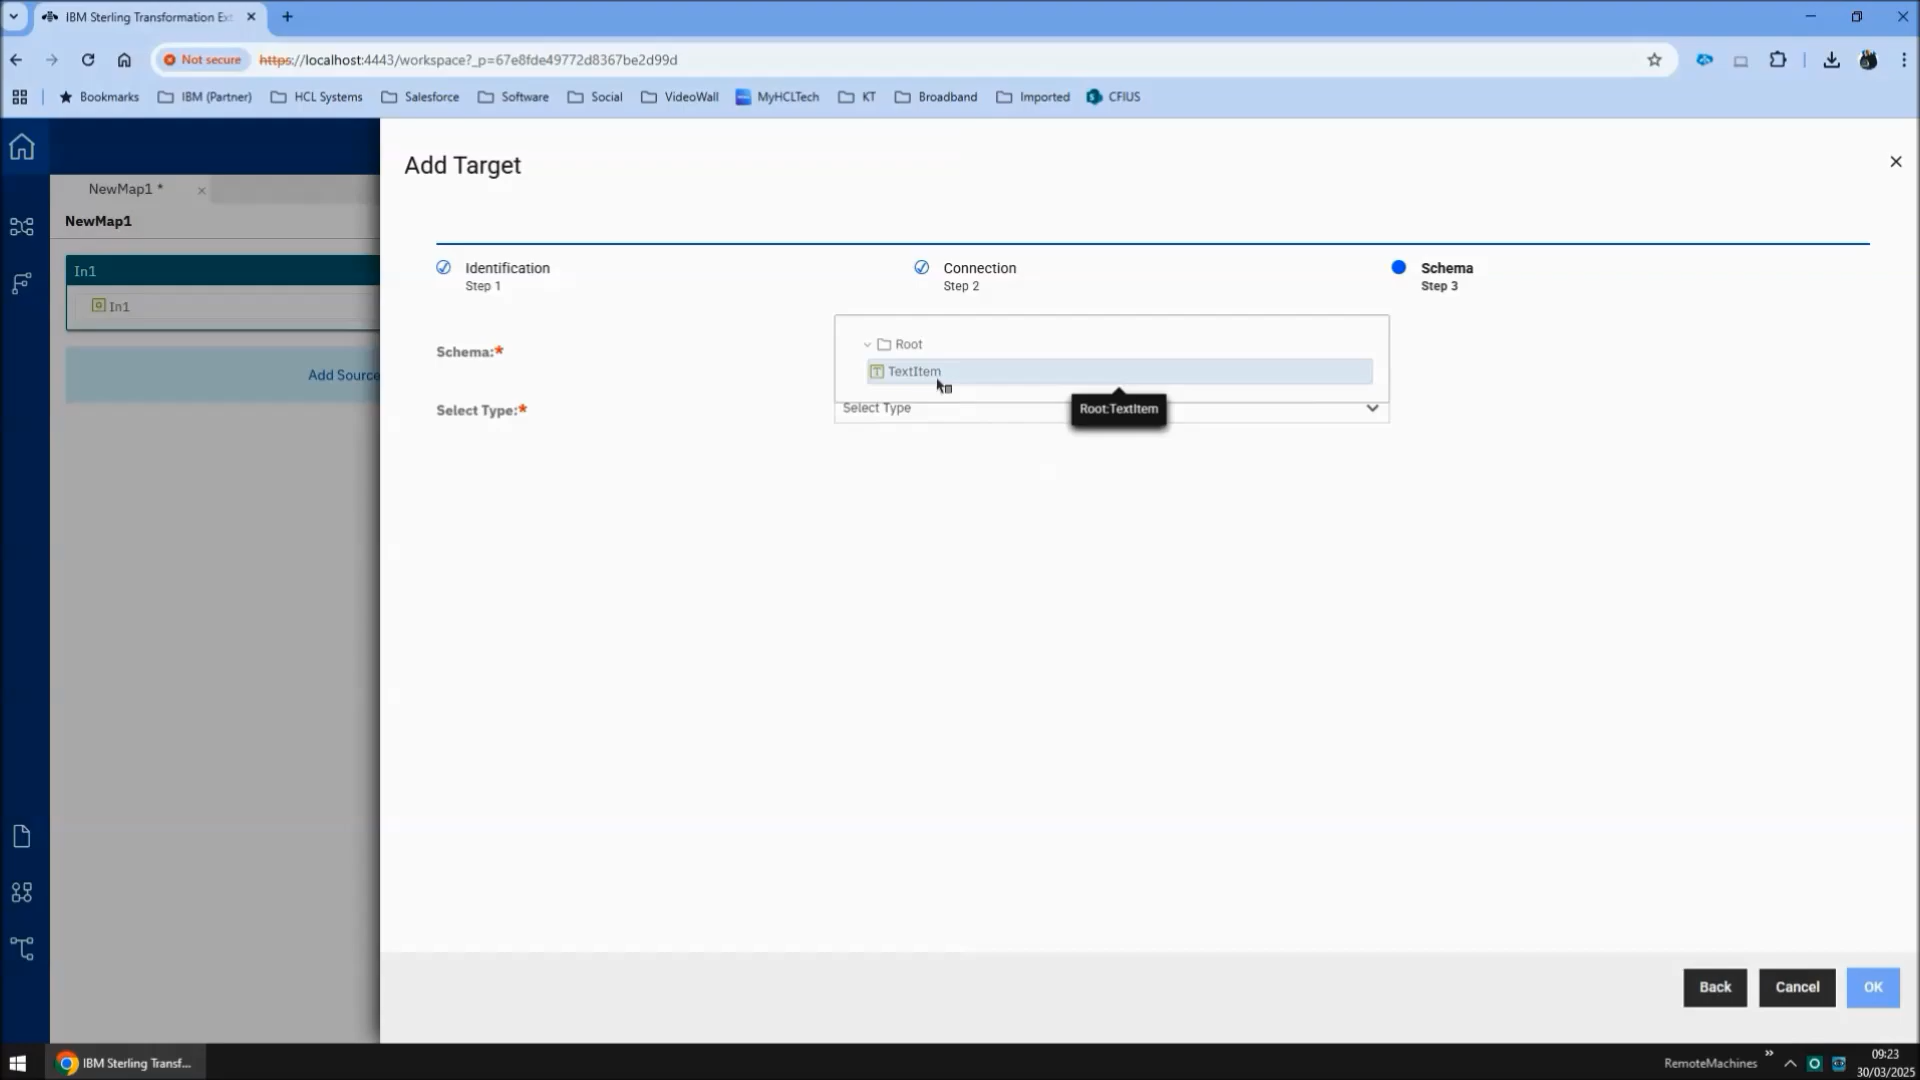 IBM Sterling Transformation Ext
Not secure
https://localhost:4443/workspace?_p=67e8fde49772d8367be2d99d
Bookmarks
IBM (Partner)
HCL Systems
Salesforce
Software
Social
VideoWall
MyHCLTech
KT
Broadband
Imported
CFIUS
Add Target
NewMap1 *
NewMap1
In1
In1
Add Source
Identification
Step 1
Connection
Step 2
Schema
Step 3
Schema:*
Root
TextItem
Select Type:*
Select Type
Root:TextItem
Back
Cancel
OK
IBM Sterling Transf...
RemoteMachines
09:23
30/03/2025